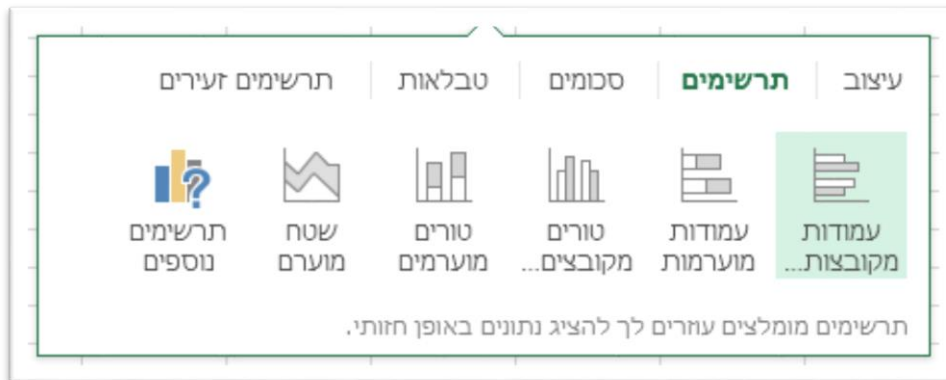 עיצוב תרשימים סכומים טבלאות תרשימים זעירים
עמודות מקובצות...
עמודות מוערמות
טורים מקובצים...
טורים מוערמים
שטח מוערם
תרשימים נוספים
תרשימים מומלצים עוזרים לך להציג נתונים באופן חזותי.